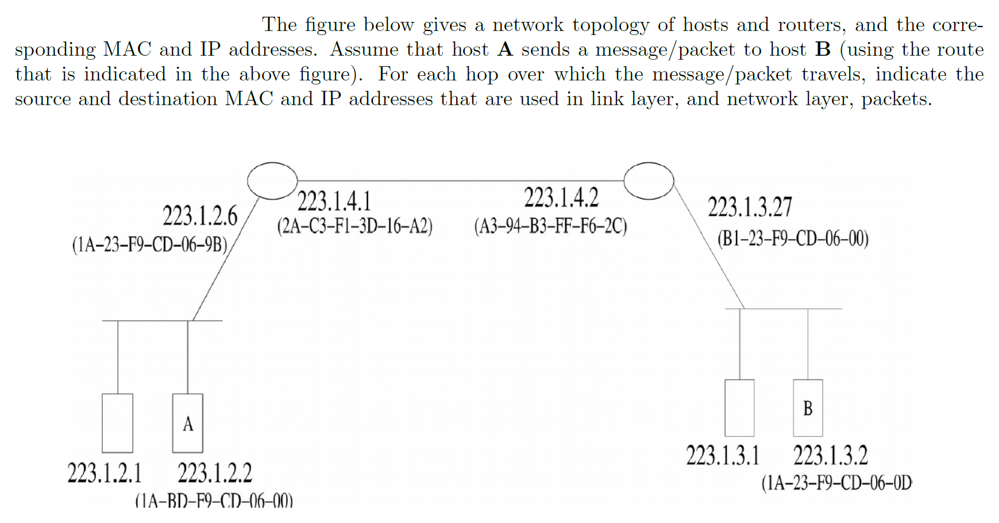 The figure below gives a network topology of hosts and routers, and the corre-
sponding MAC and IP addresses. Assume that host A sends a message/packet to host B (using the route
that is indicated in the above figure). For each hop over which the message/packet travels, indicate the
source and destination MAC and IP addresses that are used in link layer, and network layer, packets.
223.1.2.6
(1A–23–F9–CD–06–9B)
223.1.4.1
(2A–C3–F1–3D–16–A2)
223.1.4.2
(A3–94–B3–FF–F6–2C)
223.1.3.27
(B1–23–F9–CD–06–00)
A
B
223.1.2.1
223.1.2.2
(1A–BD–F9–CD–06–00)
223.1.3.1
223.1.3.2
(1A–23–F9–CD–06–0D